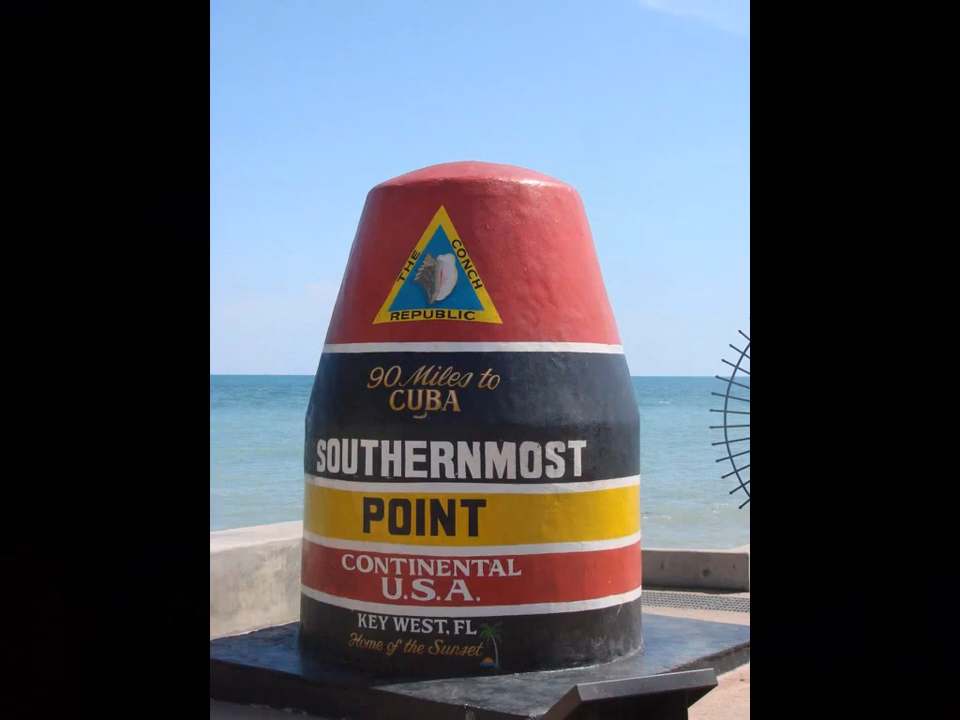 THE CONCH
REPUBLIC
90 Miles to
CUBA
SOUTHERNMOST
POINT
CONTINENTAL
U.S.A.
KEY WEST, FL
Home of the Sunset